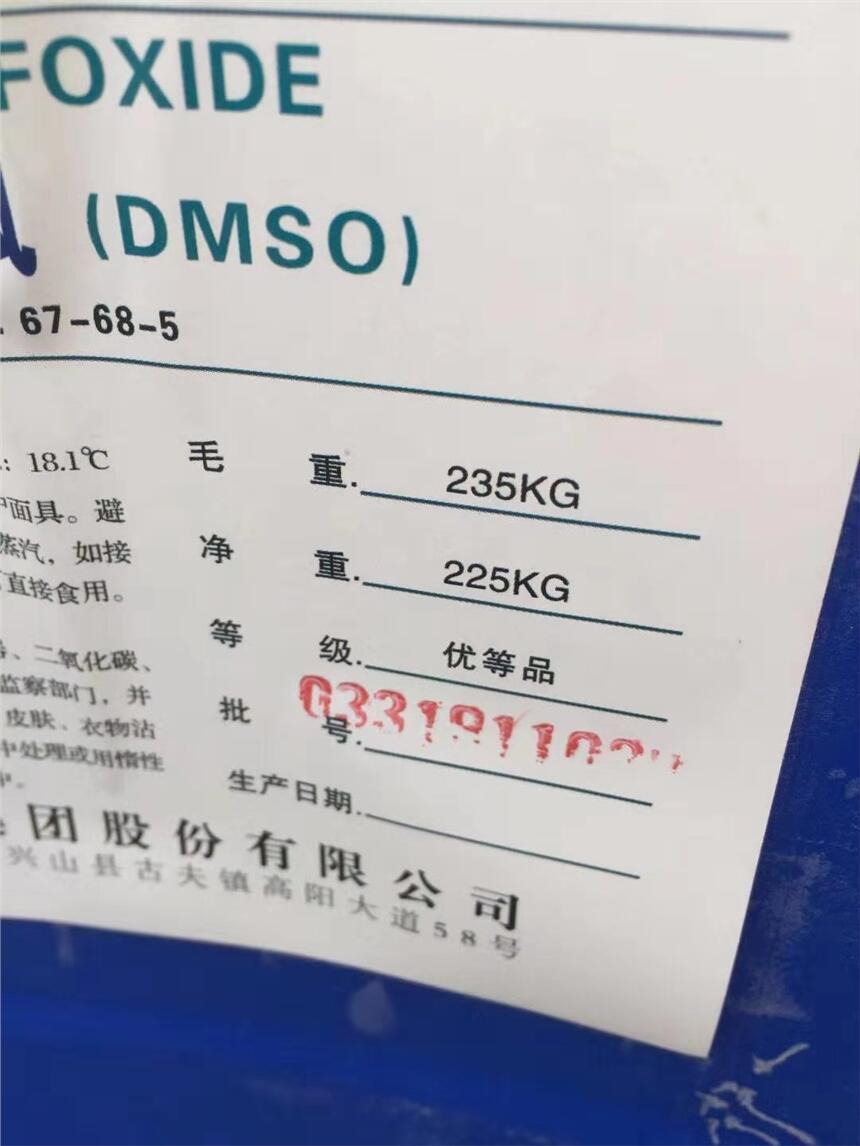 FOXIDE
(DMSO)
. 67-68-5
: 18.1℃
面具。避
蒸汽，如接
直接食用。
、二氧化碳、
监察部门，并
皮肤、衣物沾
中处理或用惰性
毛 重. 235KG
净 重. 225KG
等 级. 优等品
批 号. G33191102
生产日期.
团股份有限公司
兴山县古夫镇高阳大道58号